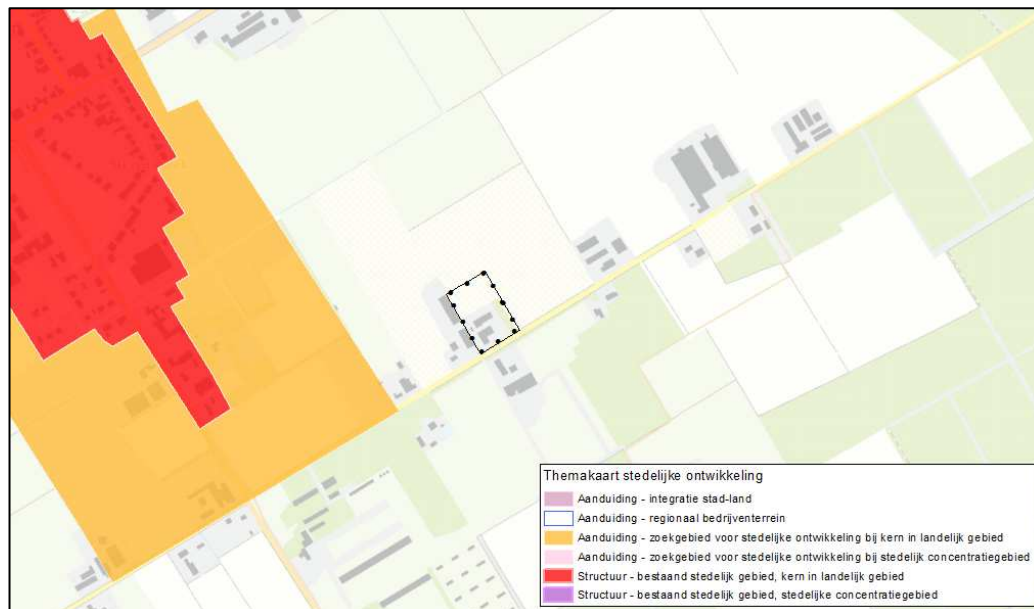 Themakaart stedelijke ontwikkeling
Aanduiding - integratie stad-land
Aanduiding - regionaal bedrijventerrein
Aanduiding - zoekgebied voor stedelijke ontwikkeling bij kern in landelijk gebied
Aanduiding - zoekgebied voor stedelijke ontwikkeling bij stedelijk concentratiegebied
Structuur - bestaand stedelijk gebied, kern in landelijk gebied
Structuur - bestaand stedelijk gebied, stedelijk concentratiegebied